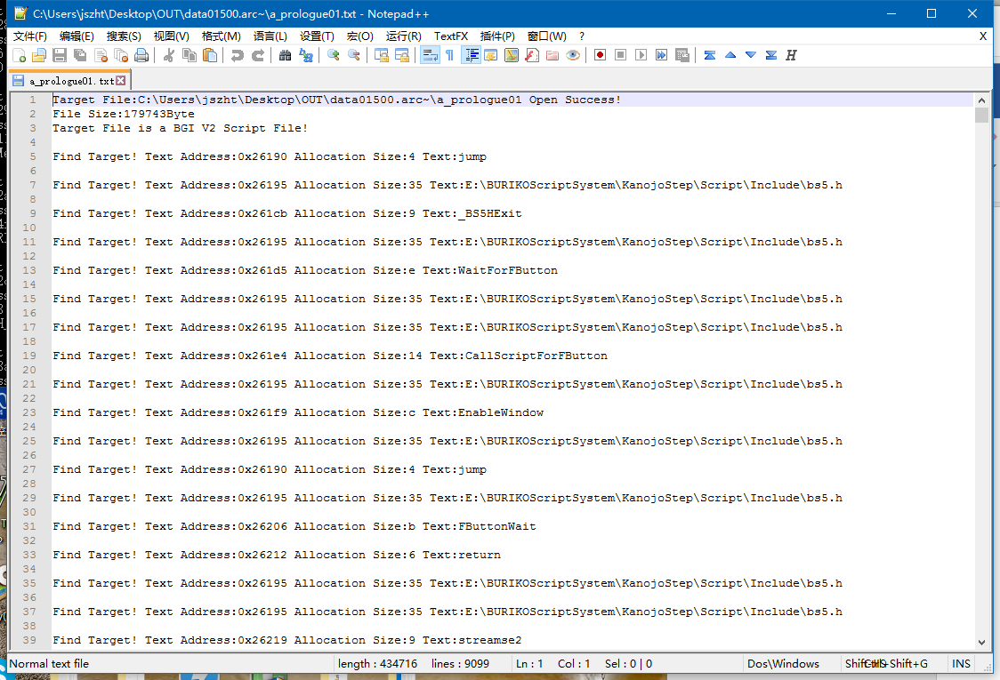 C:\Users\jszht\Desktop\OUT\data01500.arc~\a_prologue01.txt - Notepad++
文件(F) 编辑(E) 搜索(S) 视图(V) 格式(M) 语言(L) 设置(T) 宏(O) 运行(R) TextFX 插件(P) 窗口(W) ? X
a_prologue01.txt
1 Target File:C:\Users\jszht\Desktop\OUT\data01500.arc~\a_prologue01 Open Success!
2 File Size:179743Byte
3 Target File is a BGI V2 Script File!
4
5 Find Target! Text Address:0x26190 Allocation Size:4 Text:jump
6
7 Find Target! Text Address:0x26195 Allocation Size:35 Text:E:\BURIKOScriptSystem\KanojoStep\Script\Include\bs5.h
8
9 Find Target! Text Address:0x261cb Allocation Size:9 Text:_BS5HExit
10
11 Find Target! Text Address:0x26195 Allocation Size:35 Text:E:\BURIKOScriptSystem\KanojoStep\Script\Include\bs5.h
12
13 Find Target! Text Address:0x261d5 Allocation Size:e Text:WaitForFButton
14
15 Find Target! Text Address:0x26195 Allocation Size:35 Text:E:\BURIKOScriptSystem\KanojoStep\Script\Include\bs5.h
16
17 Find Target! Text Address:0x26195 Allocation Size:35 Text:E:\BURIKOScriptSystem\KanojoStep\Script\Include\bs5.h
18
19 Find Target! Text Address:0x261e4 Allocation Size:14 Text:CallScriptForFButton
20
21 Find Target! Text Address:0x26195 Allocation Size:35 Text:E:\BURIKOScriptSystem\KanojoStep\Script\Include\bs5.h
22
23 Find Target! Text Address:0x261f9 Allocation Size:c Text:EnableWindow
24
25 Find Target! Text Address:0x26195 Allocation Size:35 Text:E:\BURIKOScriptSystem\KanojoStep\Script\Include\bs5.h
26
27 Find Target! Text Address:0x26190 Allocation Size:4 Text:jump
28
29 Find Target! Text Address:0x26195 Allocation Size:35 Text:E:\BURIKOScriptSystem\KanojoStep\Script\Include\bs5.h
30
31 Find Target! Text Address:0x26206 Allocation Size:b Text:FButtonWait
32
33 Find Target! Text Address:0x26212 Allocation Size:6 Text:return
34
35 Find Target! Text Address:0x26195 Allocation Size:35 Text:E:\BURIKOScriptSystem\KanojoStep\Script\Include\bs5.h
36
37 Find Target! Text Address:0x26195 Allocation Size:35 Text:E:\BURIKOScriptSystem\KanojoStep\Script\Include\bs5.h
38
39 Find Target! Text Address:0x26219 Allocation Size:9 Text:streamse2
Normal text file length : 434716 lines : 9099 Ln : 1 Col : 1 Sel : 0 | 0 Dos\Windows Shift+G INS